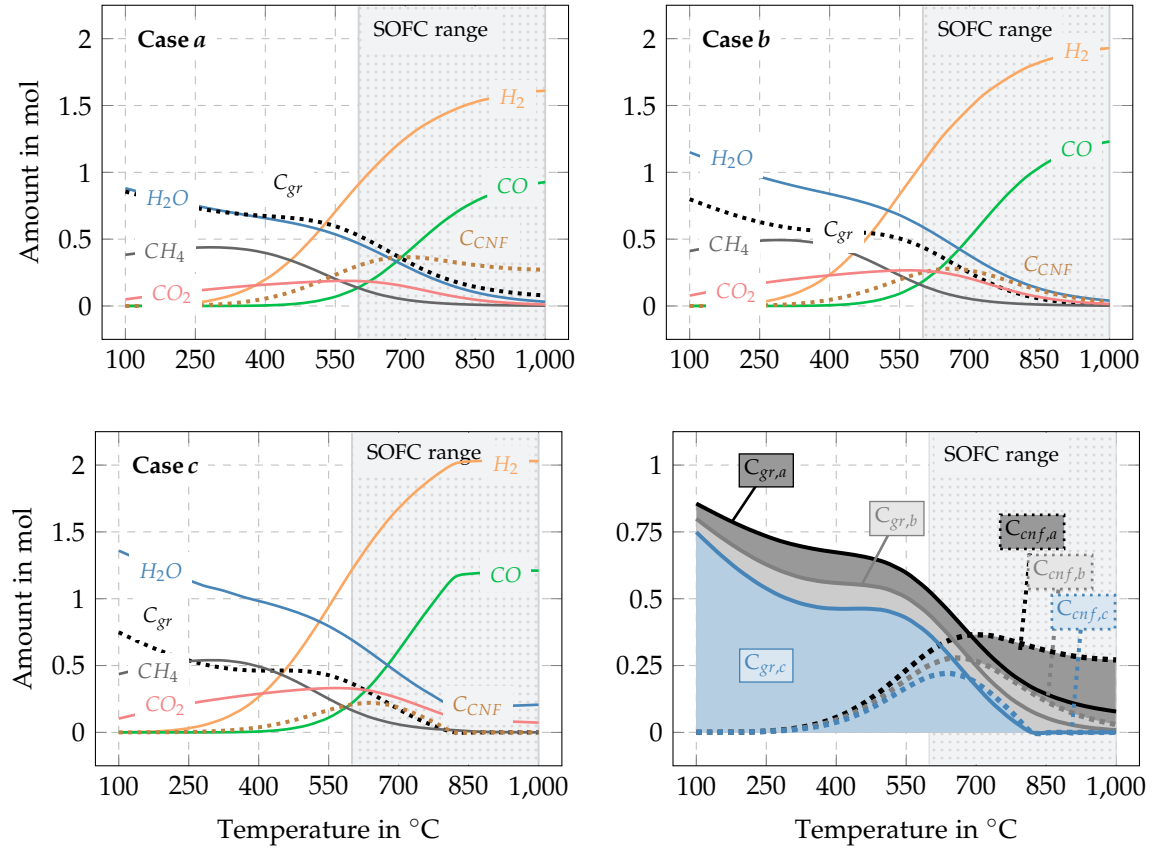 SOFC range
Case a
H2
H2O
Cgr
CO
CH4
CCNF
CO2
2
1.5
1
0.5
0
Amount in mol
100 250 400 550 700 850 1,000
SOFC range
Case b
H2
H2O
CO
Cgr
CH4
CCNF
CO2
2
1.5
1
0.5
0
100 250 400 550 700 850 1,000
SOFC range
Case c
H2
H2O
CO
Cgr
CH4
CO2
CCNF
2
1.5
1
0.5
0
Amount in mol
100 250 400 550 700 850 1,000
Temperature in °C
SOFC range
Cgr,a
Cgr,b
Ccnf,a
Ccnf,b
Ccnf,c
Cgr,c
1
0.75
0.5
0.25
0
100 250 400 550 700 850 1,000
Temperature in °C